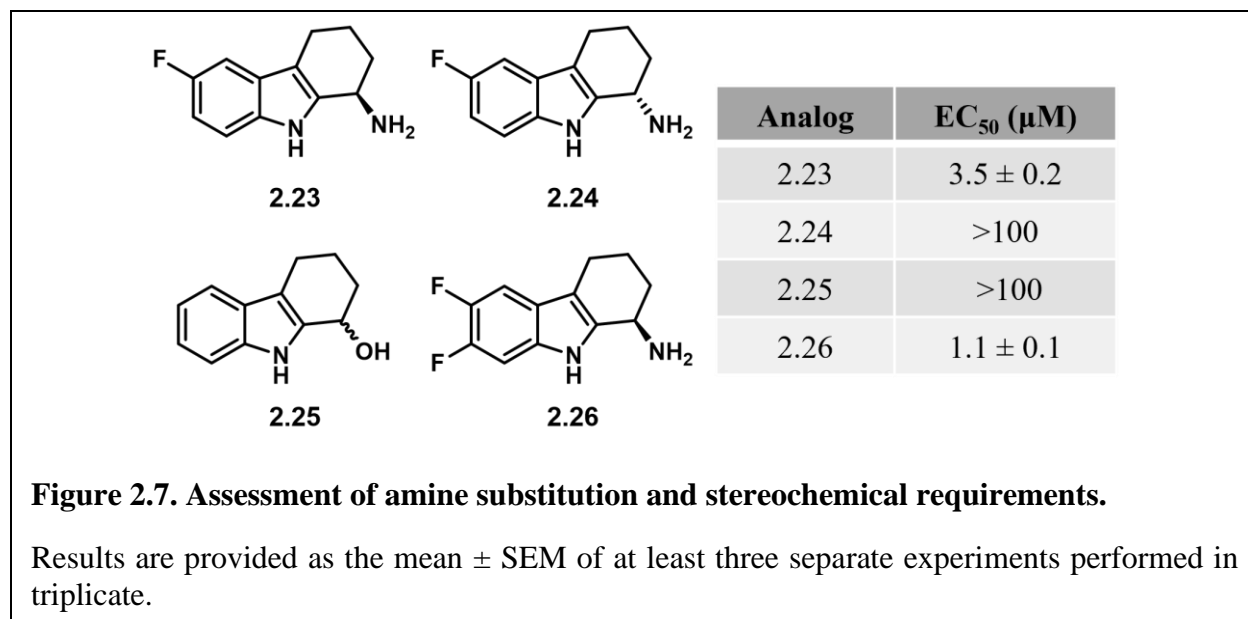 F
NH₂
N
H
2.23
F
NH₂
N
H
2.24
OH
N
H
2.25
F
F
NH₂
N
H
2.26
Analog EC₅₀ (µM)
2.23 3.5 ± 0.2
2.24 >100
2.25 >100
2.26 1.1 ± 0.1
Figure 2.7. Assessment of amine substitution and stereochemical requirements.
Results are provided as the mean ± SEM of at least three separate experiments performed in
triplicate.